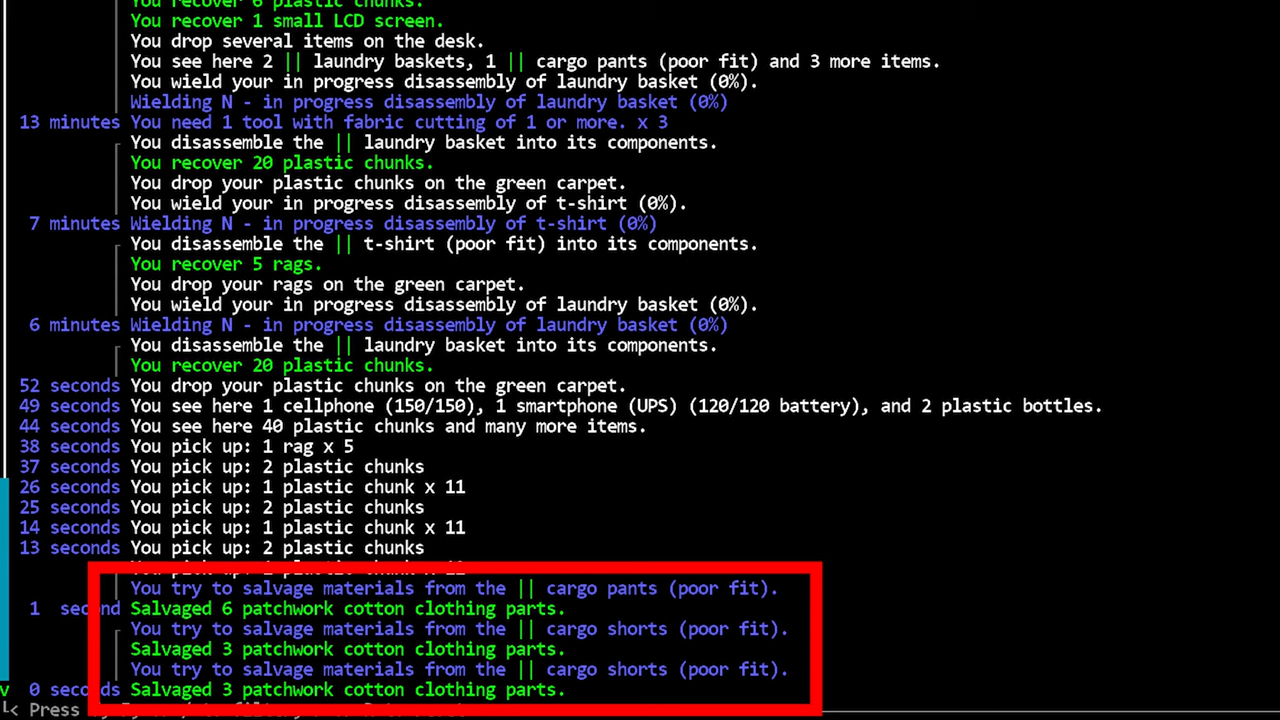 You recover 6 plastic chunks.
You recover 1 small LCD screen.
You drop several items on the desk.
You see here 2 || laundry baskets, 1 || cargo pants (poor fit) and 3 more items.
You wield your in progress disassembly of laundry basket (0%).
Wielding N - in progress disassembly of laundry basket (0%)
13 minutes You need 1 tool with fabric cutting of 1 or more. x 3
You disassemble the || laundry basket into its components.
You recover 20 plastic chunks.
You drop your plastic chunks on the green carpet.
You wield your in progress disassembly of t-shirt (0%).
7 minutes Wielding N - in progress disassembly of t-shirt (0%)
You disassemble the || t-shirt (poor fit) into its components.
You recover 5 rags.
You drop your rags on the green carpet.
You wield your in progress disassembly of laundry basket (0%).
6 minutes Wielding N - in progress disassembly of laundry basket (0%)
You disassemble the || laundry basket into its components.
You recover 20 plastic chunks.
52 seconds You drop your plastic chunks on the green carpet.
49 seconds You see here 1 cellphone (150/150), 1 smartphone (UPS) (120/120 battery), and 2 plastic bottles.
44 seconds You see here 40 plastic chunks and many more items.
38 seconds You pick up: 1 rag x 5
37 seconds You pick up: 2 plastic chunks
26 seconds You pick up: 1 plastic chunk x 11
25 seconds You pick up: 2 plastic chunks
14 seconds You pick up: 1 plastic chunk x 11
13 seconds You pick up: 2 plastic chunks
You pick up: 1 plastic chunk x 11
You try to salvage materials from the || cargo pants (poor fit).
1 second Salvaged 6 patchwork cotton clothing parts.
You try to salvage materials from the || cargo shorts (poor fit).
Salvaged 3 patchwork cotton clothing parts.
You try to salvage materials from the || cargo shorts (poor fit).
v 0 seconds Salvaged 3 patchwork cotton clothing parts.
< Press